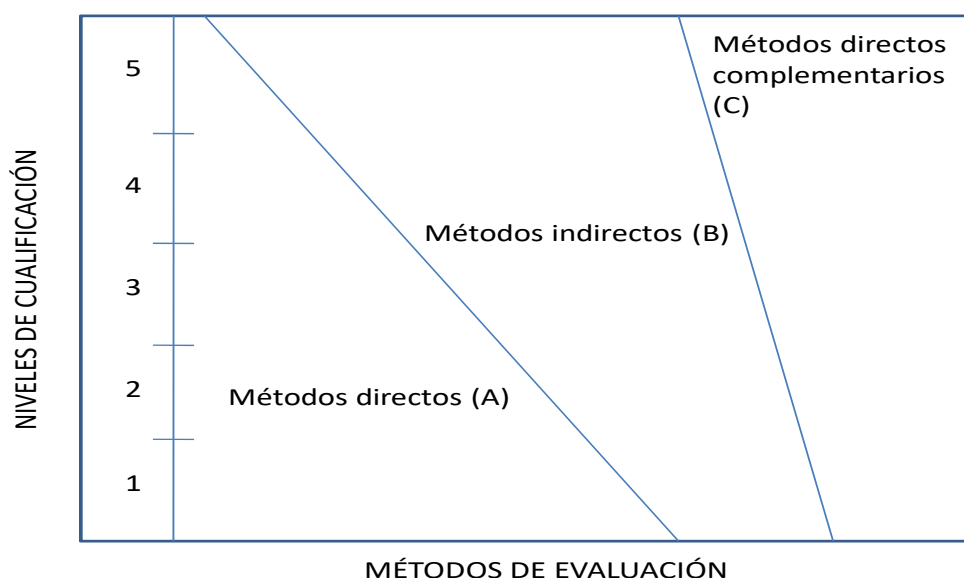 Métodos directos
complementarios
(C)
5
4
Métodos indirectos (B)
3
2
Métodos directos (A)
1
NIVELES DE CUALIFICACIÓN
MÉTODOS DE EVALUACIÓN